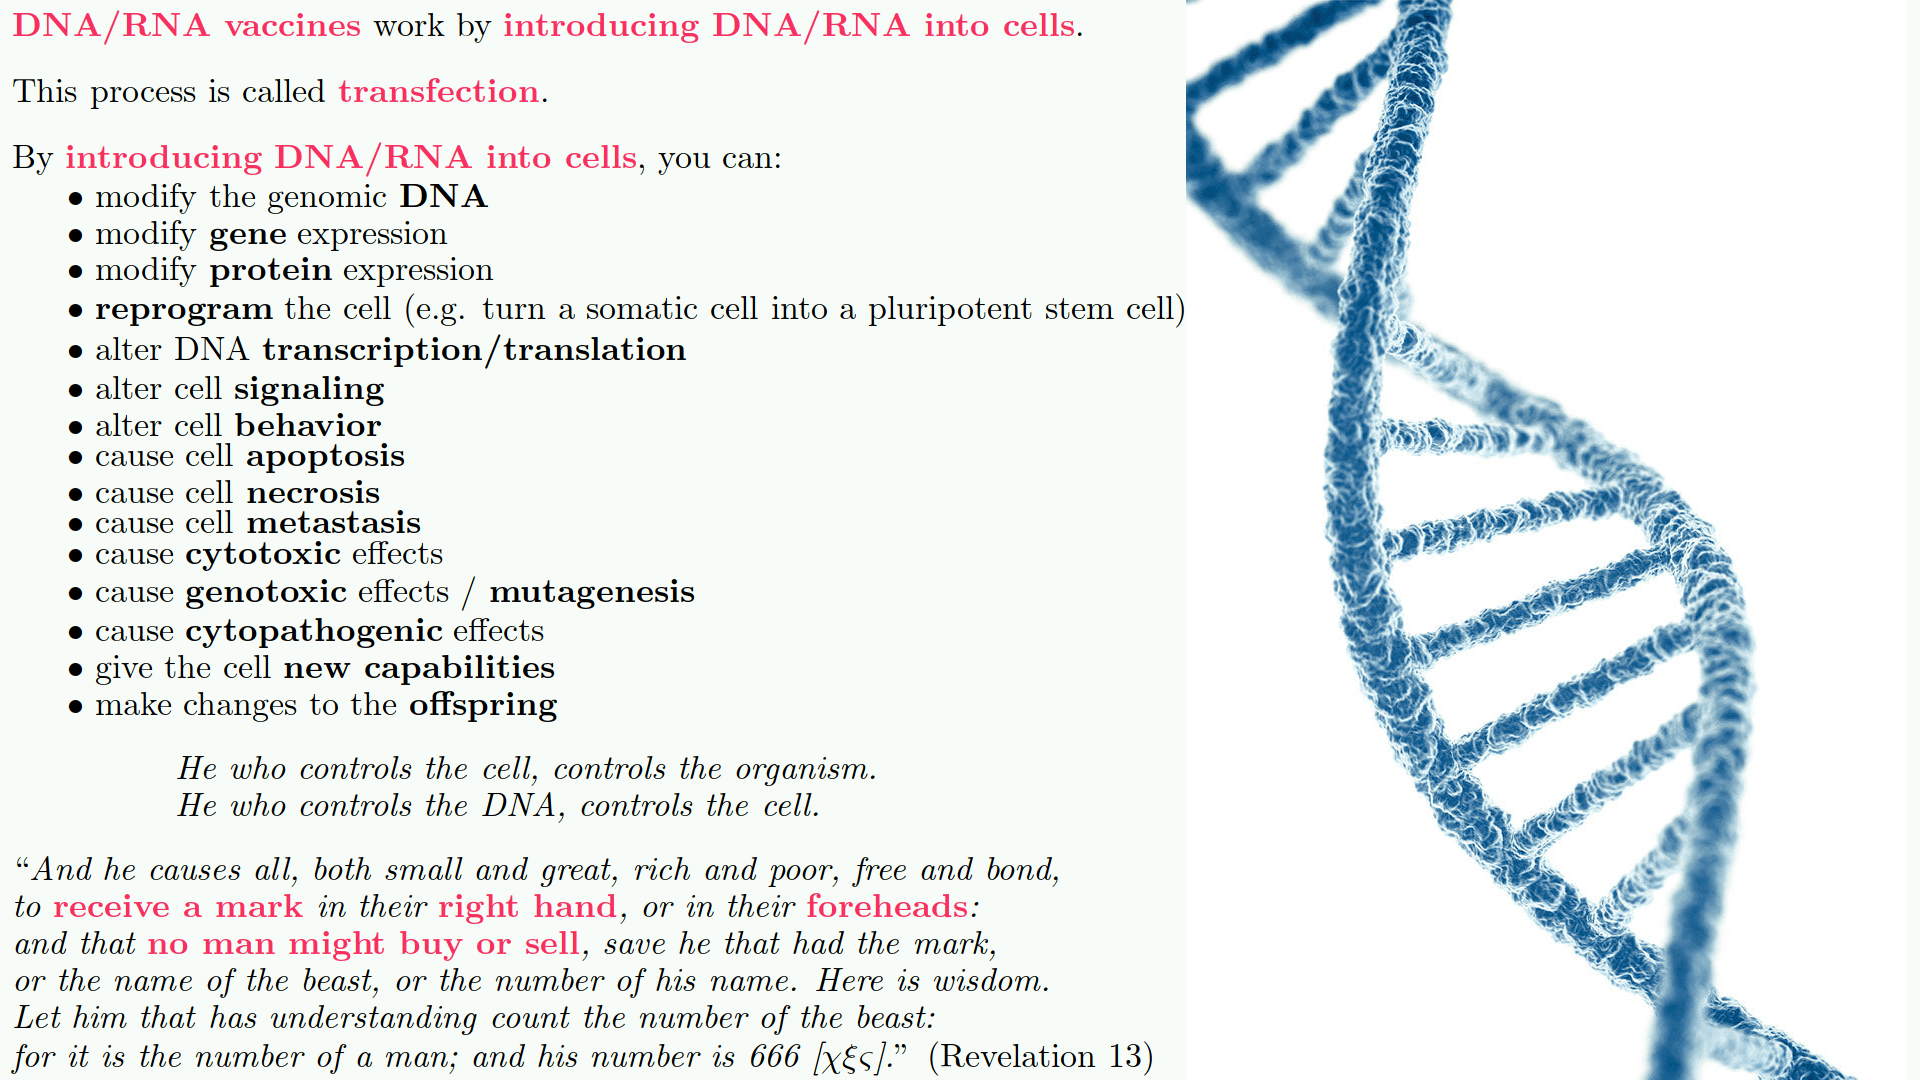 DNA/RNA vaccines work by introducing DNA/RNA into cells.
This process is called transfection.
By introducing DNA/RNA into cells, you can:
• modify the genomic DNA
• modify gene expression
• modify protein expression
• reprogram the cell (e.g. turn a somatic cell into a pluripotent stem cell)
• alter DNA transcription/translation
• alter cell signaling
• alter cell behavior
• cause cell apoptosis
• cause cell necrosis
• cause cell metastasis
• cause cytotoxic effects
• cause genotoxic effects / mutagenesis
• cause cytopathogenic effects
• give the cell new capabilities
• make changes to the offspring
He who controls the cell, controls the organism.
He who controls the DNA, controls the cell.
“And he causes all, both small and great, rich and poor, free and bond,
to receive a mark in their right hand, or in their foreheads:
and that no man might buy or sell, save he that had the mark,
or the name of the beast, or the number of his name. Here is wisdom.
Let him that has understanding count the number of the beast:
for it is the number of a man; and his number is 666 [χξς].” (Revelation 13)